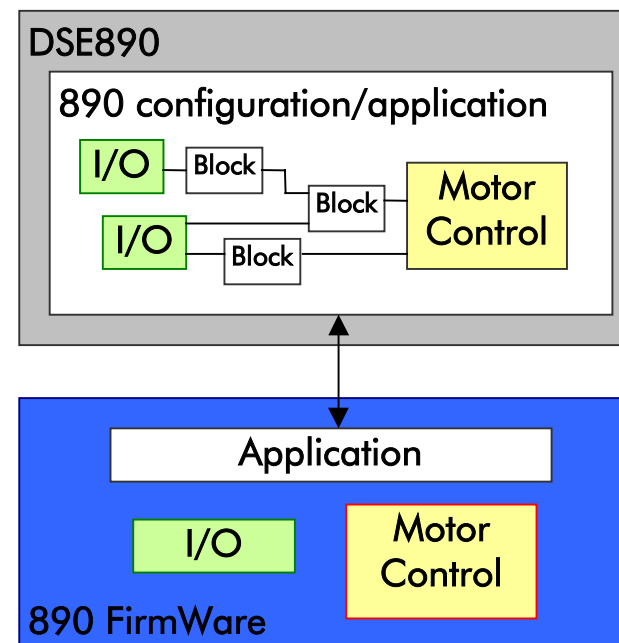 DSE890
890 configuration/application
I/O
Block
Block
Motor
Control
I/O
Block
Application
I/O
Motor
Control
890 FirmWare